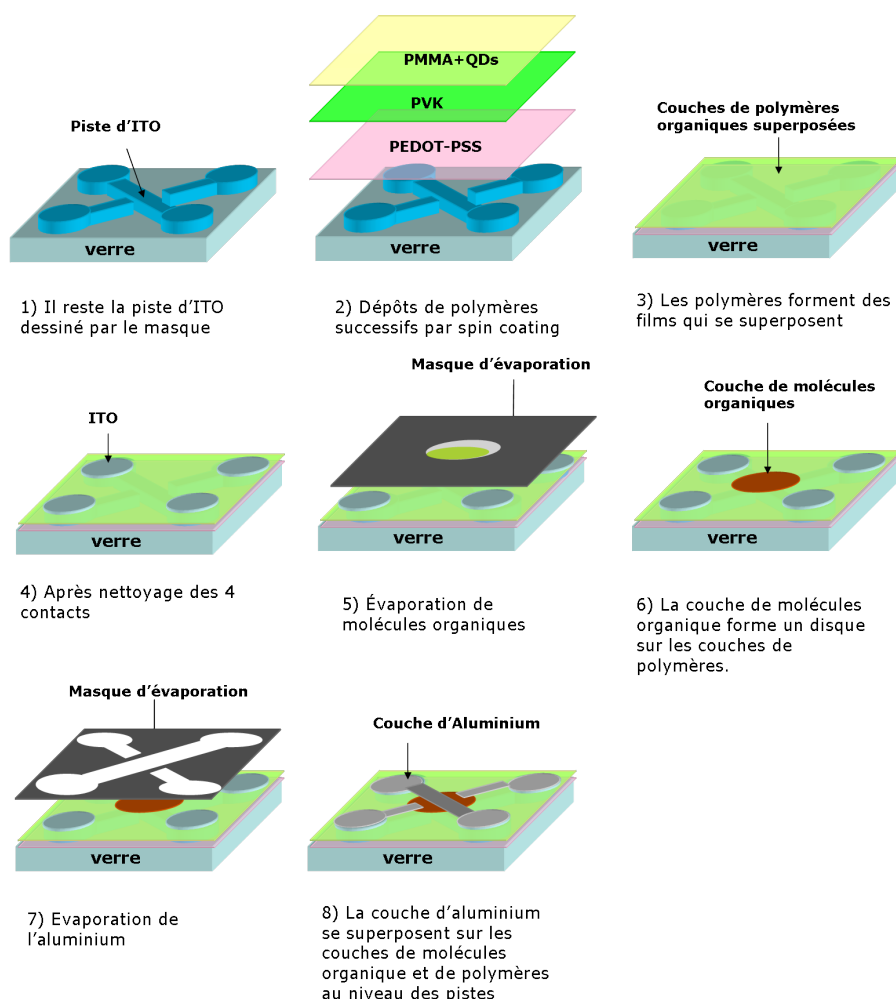 PMMA+QDs
PVK
PEDOT-PSS
Piste d'ITO
verre
verre
Couches de polymères
organiques superposées
1) Il reste la piste d'ITO
dessiné par le masque
2) Dépôts de polymères
successifs par spin coating
3) Les polymères forment des
films qui se superposent
ITO
verre
Masque d'évaporation
verre
Couche de molécules
organiques
verre
4) Après nettoyage des 4
contacts
5) Évaporation de
molécules organiques
6) La couche de molécules
organique forme un disque
sur les couches de
polymères.
Masque d'évaporation
verre
Couche d'Aluminium
verre
7) Evaporation de
l'aluminium
8) La couche d'aluminium
se superposent sur les
couches de molécules
organique et de polymères
au niveau des pistes